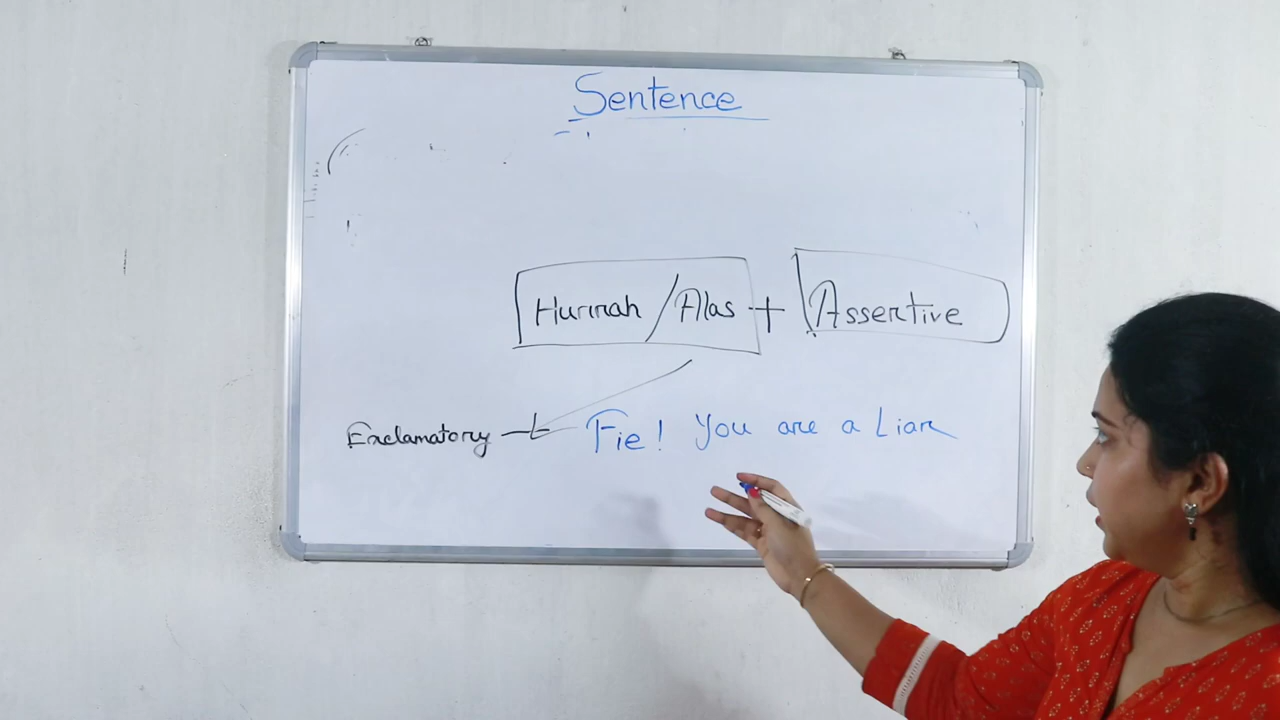 Sentence
Hurrah / Alas + Assertive
Exclamatory → Fie! You are a Liar